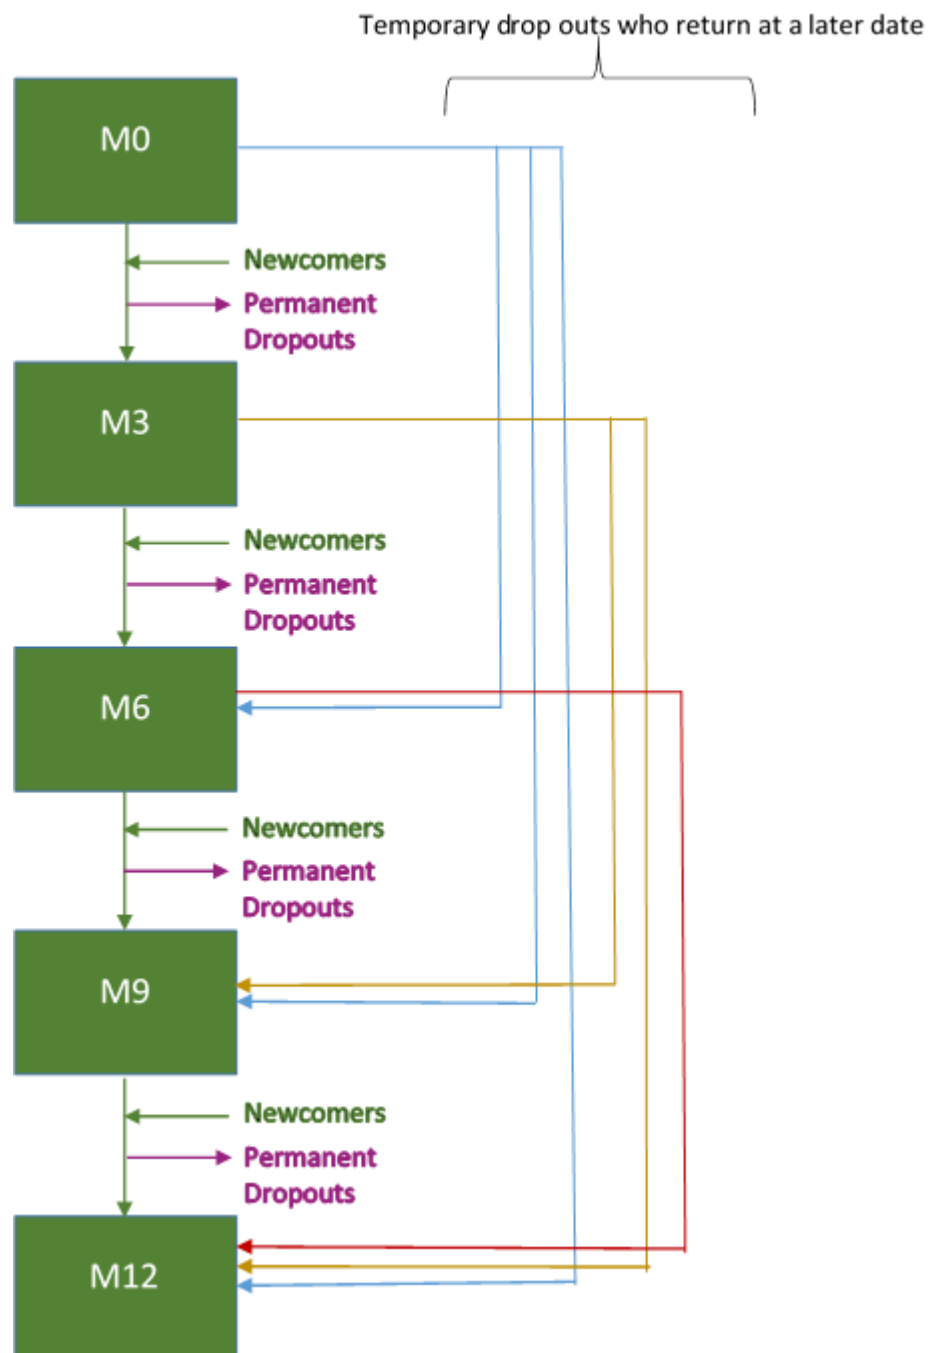 Temporary drop outs who return at a later date
M0
Newcomers
Permanent
Dropouts
M3
Newcomers
Permanent
Dropouts
M6
Newcomers
Permanent
Dropouts
M9
Newcomers
Permanent
Dropouts
M12